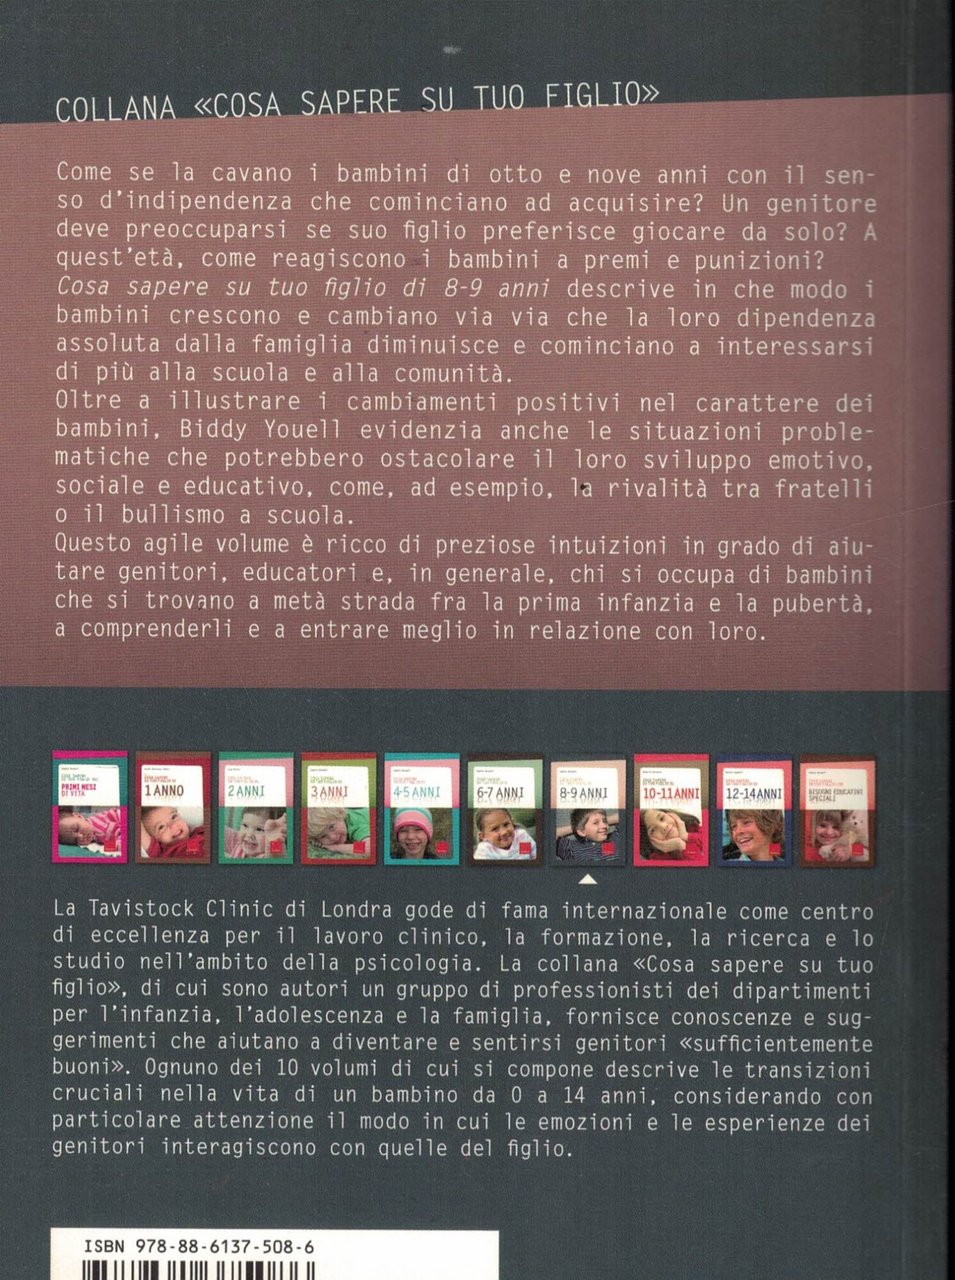 COLLANA «COSA SAPERE SU TUO FIGLIO»
Come se la cavano i bambini di otto e nove anni con il sen-
so d'indipendenza che cominciano ad acquisire? Un genitore
deve preoccuparsi se suo figlio preferisce giocare da solo? A
quest'età, come reagiscono i bambini a premi e punizioni?
Cosa sapere su tuo figlio di 8-9 anni descrive in che modo i
bambini crescono e cambiano via via che la loro dipendenza
assoluta dalla famiglia diminuisce e cominciano a interessarsi
di più alla scuola e alla comunità.
Oltre a illustrare i cambiamenti positivi nel carattere dei
bambini, Biddy Youell evidenzia anche le situazioni proble-
matiche che potrebbero ostacolare il loro sviluppo emotivo,
sociale e educativo, come, ad esempio, la rivalità tra fratelli
o il bullismo a scuola.
Questo agile volume è ricco di preziose intuizioni in grado di aiu-
tare genitori, educatori e, in generale, chi si occupa di bambini
che si trovano a metà strada fra la prima infanzia e la pubertà,
a comprenderli e a entrare meglio in relazione con loro.
PRIMI MESI
DI VITA
1 ANNO
2 ANNI
3 ANNI
4-5 ANNI
6-7 ANNI
8-9 ANNI
10-11 ANNI
12-14 ANNI
BISOGNI EDUCATIVI
SPECIALI
La Tavistock Clinic di Londra gode di fama internazionale come centro
di eccellenza per il lavoro clinico, la formazione, la ricerca e lo
studio nell'ambito della psicologia. La collana «Cosa sapere su tuo
figlio», di cui sono autori un gruppo di professionisti dei dipartimenti
per l'infanzia, l'adolescenza e la famiglia, fornisce conoscenze e sug-
gerimenti che aiutano a diventare e sentirsi genitori «sufficientemente
buoni». Ognuno dei 10 volumi di cui si compone descrive le transizioni
cruciali nella vita di un bambino da 0 a 14 anni, considerando con
particolare attenzione il modo in cui le emozioni e le esperienze dei
genitori interagiscono con quelle del figlio.
ISBN 978-88-6137-508-6